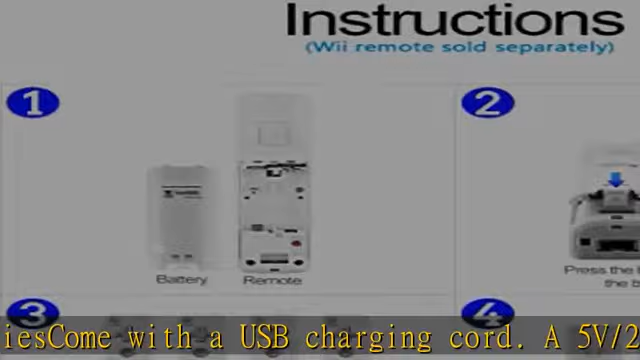 Instructions
(Wii remote sold separately)
1
2
Battery
Remote
Press the
the
3
4
iesCome with a USB charging cord. A 5V/2